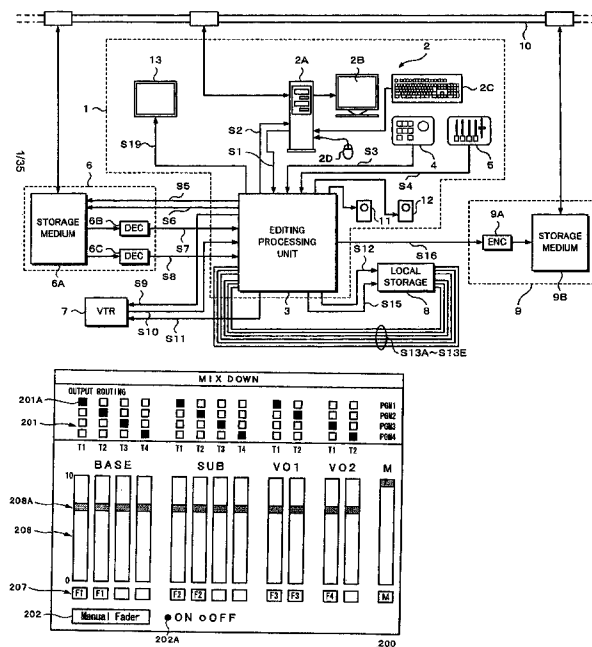 10
13
2A
2B
2
2C
1
S2
S1
2D
S3
4
5
S19
S4
1/35
6
S5
S6
STORAGE
MEDIUM
6B
DEC
S7
6C
DEC
S8
6A
EDITING
PROCESSING
UNIT
3
11
12
9A
ENC
S16
STORAGE
MEDIUM
9B
9
S12
LOCAL
STORAGE
8
S15
S9
7
VTR
S10
S11
S13A~S13E
MIX DOWN
OUTPUT ROUTING
201A
201
PGM1
PGM2
PGM3
PGM4
T1 T2 T3 T4 T1 T2 T3 T4 T1 T2 T1 T2
BASE SUB VO1 VO2 M
10
208A
208
0
207
F1 F1 F2 F2 F3 F3 F4 M
202
Manual Fader
ON OFF
202A
200